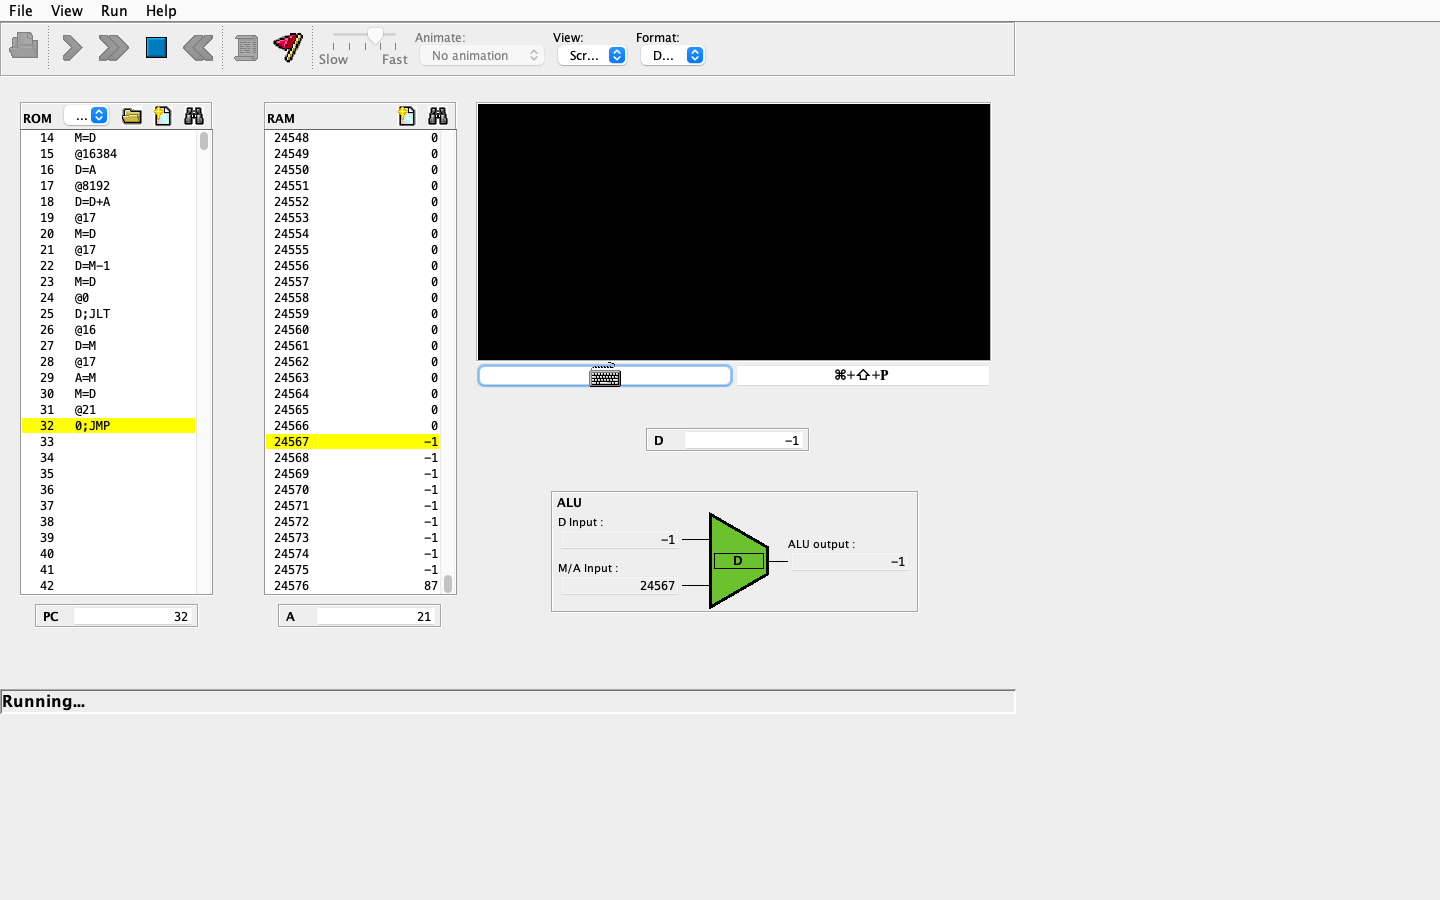 File View Run Help
Slow Fast
Animate:
No animation
View:
Scr...
Format:
D...
ROM ...
14 M=D
15 @16384
16 D=A
17 @8192
18 D=D+A
19 @17
20 M=D
21 @17
22 D=M-1
23 M=D
24 @0
25 D;JLT
26 @16
27 D=M
28 @17
29 A=M
30 M=D
31 @21
32 0;JMP
33
34
35
36
37
38
39
40
41
42
PC 32
RAM
24548 0
24549 0
24550 0
24551 0
24552 0
24553 0
24554 0
24555 0
24556 0
24557 0
24558 0
24559 0
24560 0
24561 0
24562 0
24563 0
24564 0
24565 0
24566 0
24567 -1
24568 -1
24569 -1
24570 -1
24571 -1
24572 -1
24573 -1
24574 -1
24575 -1
24576 87
A 21
⌘+⇧+P
D -1
ALU
D Input :
-1
M/A Input :
24567
D
ALU output :
-1
Running...